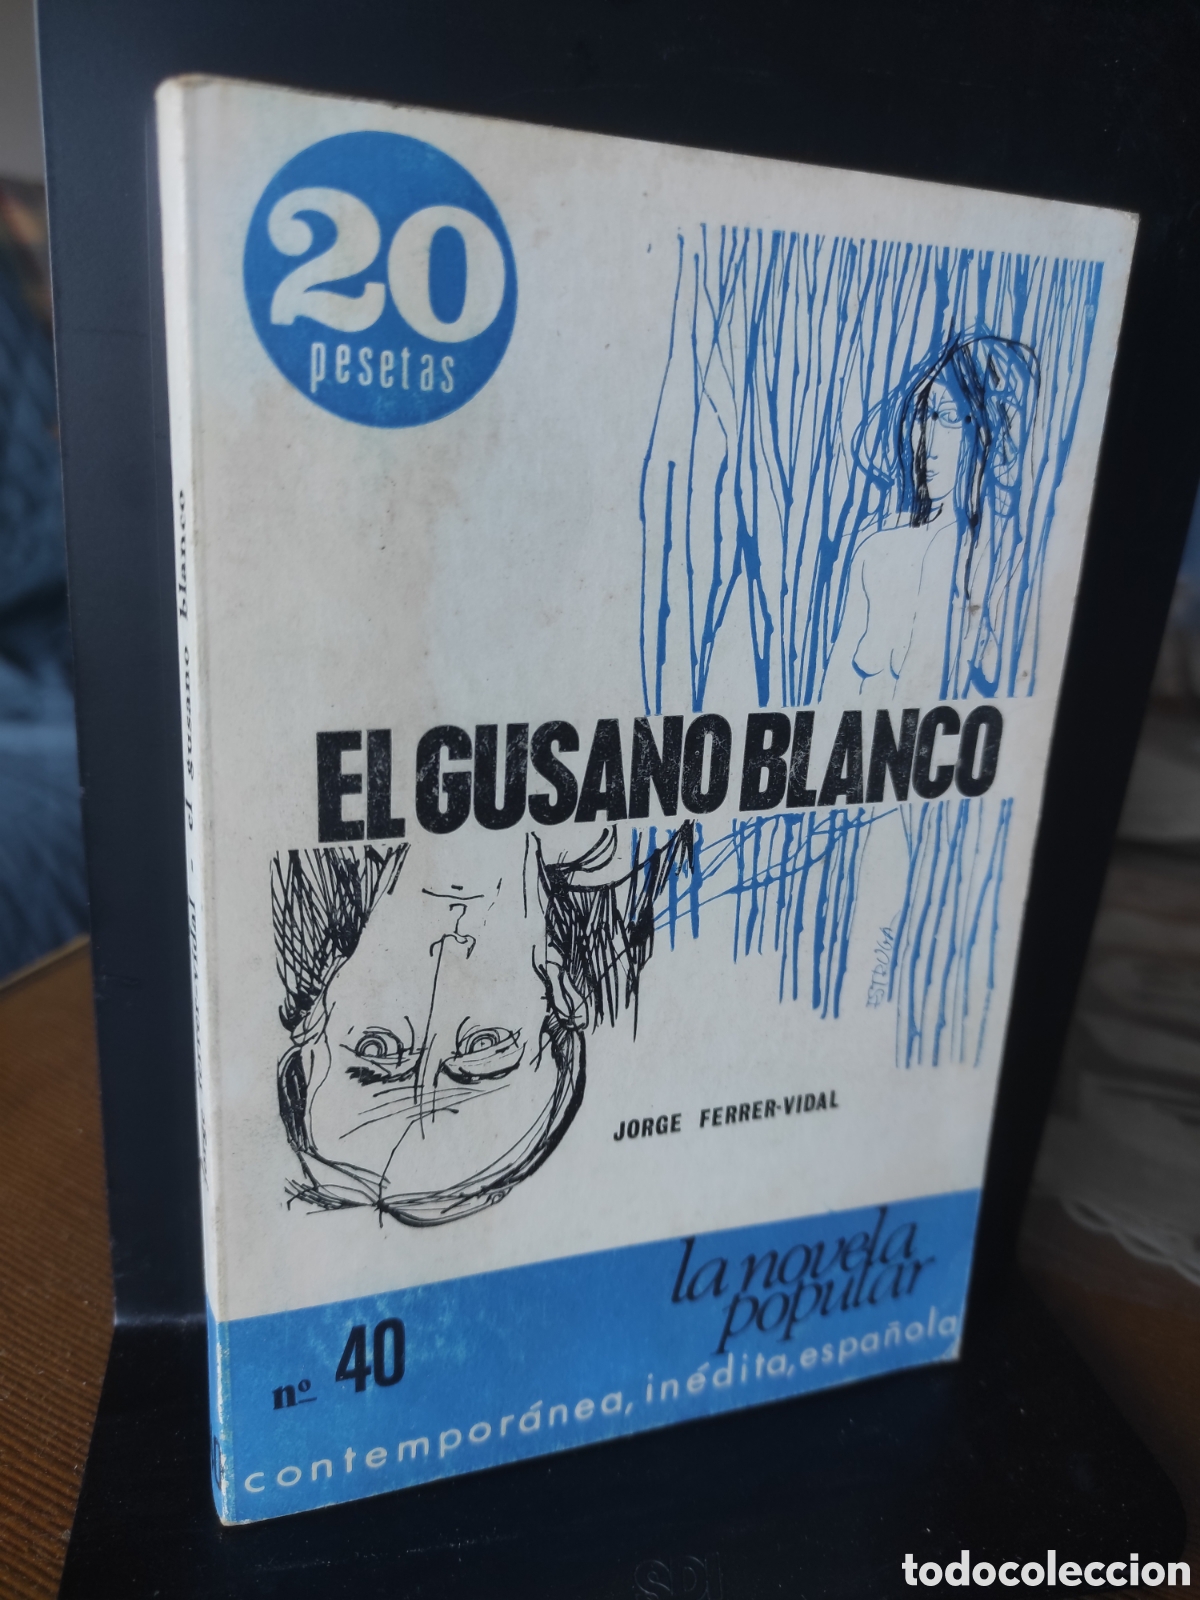 20
pesetas
EL GUSANO BLANCO
ESTRUGA
JORGE FERRER-VIDAL
la novela
popular
nº 40
contemporánea, inédita, española
el gusano blanco
todocoleccion